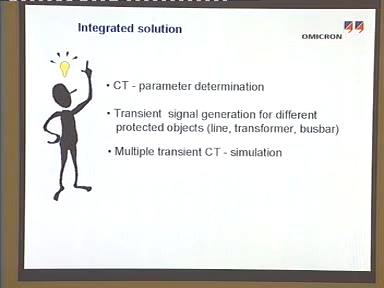 Integrated solution
OMICRON
• CT - parameter determination
• Transient signal generation for different
protected objects (line, transformer, busbar)
• Multiple transient CT - simulation